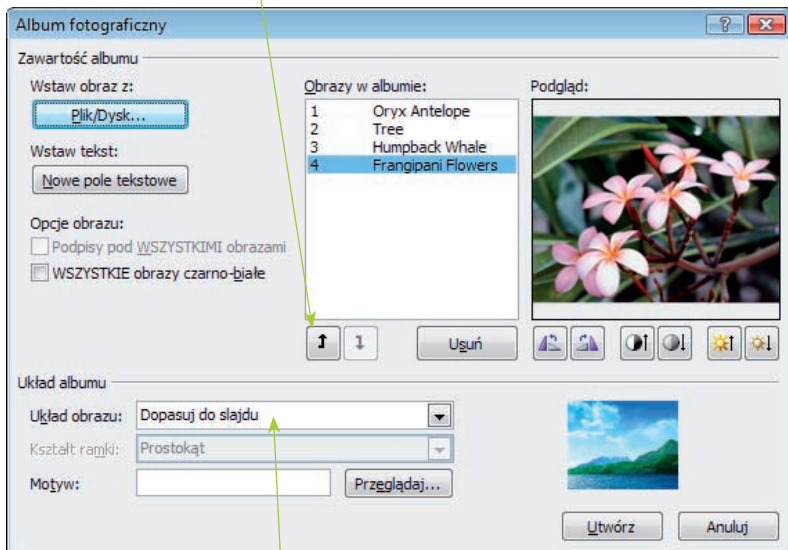 Album fotograficzny
Zawartość albumu
Wstaw obraz z:
Plik/Dysk...
Wstaw tekst:
Nowe pole tekstowe
Opcje obrazu:
Podpisy pod WSZYSTKIMI obrazami
WSZYSTKIE obrazy czarno-białe
Obrazy w albumie:
1 Oryx Antelope
2 Tree
3 Humpback Whale
4 Frangipani Flowers
Usuń
Podgląd:
Układ albumu
Układ obrazu: Dopasuj do slajdu
Kształt ramki: Prostokąt
Motyw: Przeglądaj...
Utwórz Anuluj